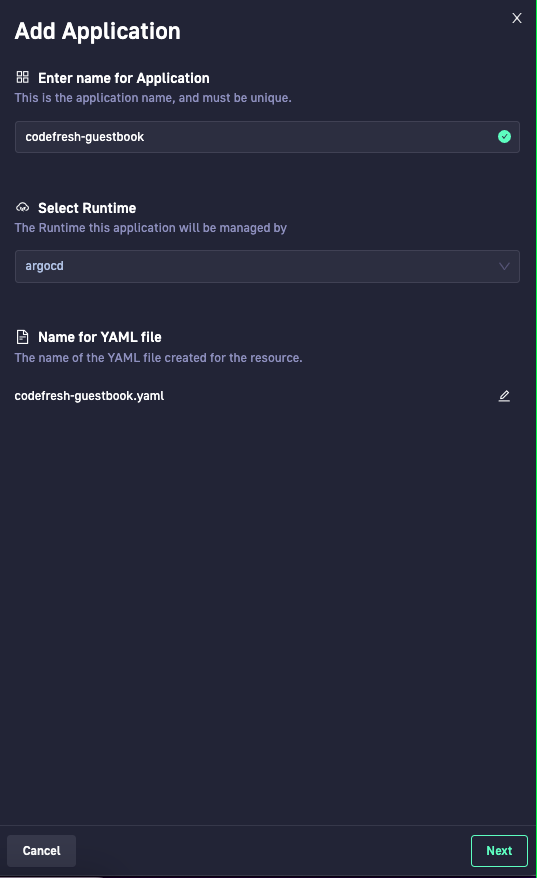 Add Application
Enter name for Application
This is the application name, and must be unique.
codefresh-guestbook
Select Runtime
The Runtime this application will be managed by
argocd
Name for YAML file
The name of the YAML file created for the resource.
codefresh-guestbook.yaml
Cancel
Next